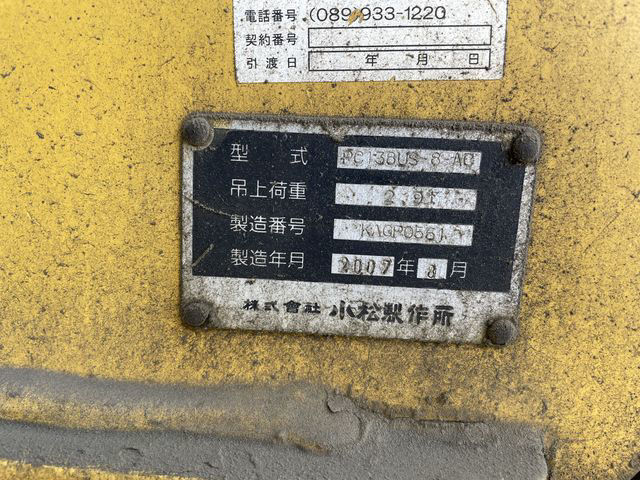 電話番号 (089)933-1220
契約番号
引渡日 年 月 日
型式 PC138US-8-AC
吊上荷重 2.9t
製造番号
製造年月 2007年8月
株式會社 小松製作所